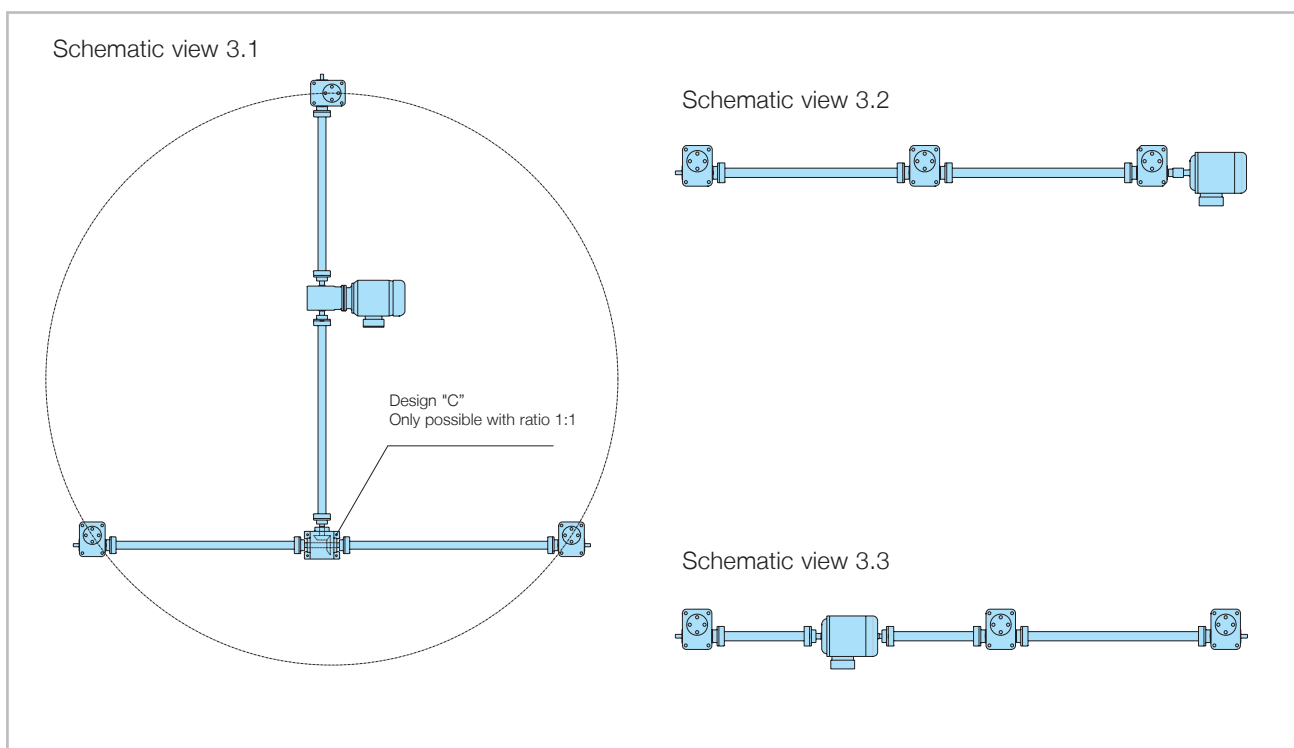 Schematic view 3.1
Schematic view 3.2
Design "C”
Only possible with ratio 1:1
Schematic view 3.3